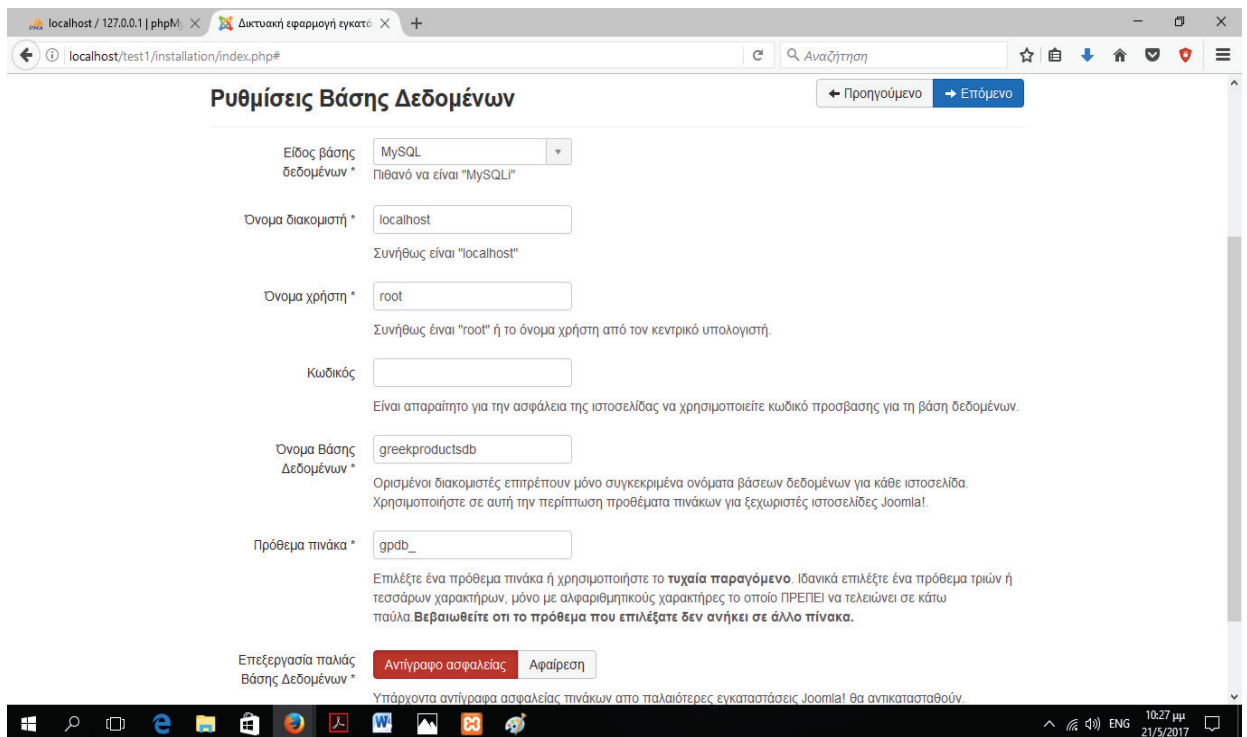 localhost / 127.0.0.1 | phpM
Δικτυακή εφαρμογή εγκατά
localhost/test1/installation/index.php#
Αναζήτηση
Ρυθμίσεις Βάσης Δεδομένων
Προηγούμενο
Επόμενο
Είδος βάσης
δεδομένων *
MySQL
Πιθανό να είναι "MySQLi"
Όνομα διακομιστή *
localhost
Συνήθως είναι "localhost"
Όνομα χρήστη *
root
Συνήθως έιναι "root" ή το όνομα χρήστη από τον κεντρικό υπολογιστή.
Κωδικός
Είναι απαραίτητο για την ασφάλεια της ιστοσελίδας να χρησιμοποιείτε κωδικό προσβασης για τη βάση δεδομένων.
Όνομα Βάσης
Δεδομένων *
greekproductsdb
Ορισμένοι διακομιστές επιτρέπουν μόνο συγκεκριμένα ονόματα βάσεων δεδομένων για κάθε ιστοσελίδα.
Χρησιμοποιήστε σε αυτή την περίπτωση προθέματα πινάκων για ξεχωριστές ιστοσελίδες Joomla!.
Πρόθεμα πινάκα *
gpdb_
Επιλέξτε ένα πρόθεμα πινάκα ή χρησιμοποιήστε το τυχαία παραγόμενο. Ιδανικά επιλέξτε ένα πρόθεμα τριών ή
τεσσάρων χαρακτήρων, μόνο με αλφαριθμητικούς χαρακτήρες το οποίο ΠΡΕΠΕΙ να τελειώνει σε κάτω
παύλα.Βεβαιωθείτε οτι το πρόθεμα που επιλέξατε δεν ανήκει σε άλλο πίνακα.
Επεξεργασία παλιάς
Βάσης Δεδομένων *
Αντίγραφο ασφαλείας
Αφαίρεση
Υπάρχοντα αντίγραφα ασφαλείας πινάκων απο παλαιότερες εγκαταστάσεις Joomla! θα αντικατασταθούν.
ENG
10:27 μμ
21/5/2017